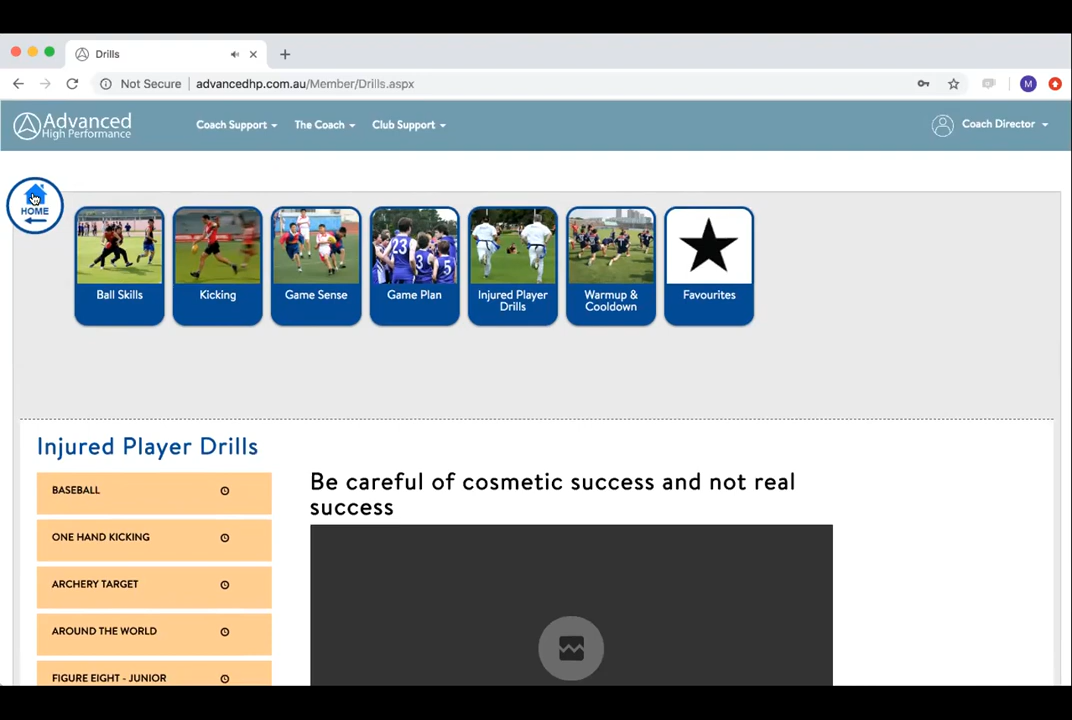 Drills
Not Secure
advancedhp.com.au/Member/Drills.aspx
M
Advanced
High Performance
Coach Support
The Coach
Club Support
Coach Director
HOME
23
3
5
Ball Skills
Kicking
Game Sense
Game Plan
Injured Player
Drills
Warmup &
Cooldown
Favourites
Injured Player Drills
BASEBALL
ONE HAND KICKING
ARCHERY TARGET
AROUND THE WORLD
FIGURE EIGHT - JUNIOR
Be careful of cosmetic success and not real
success